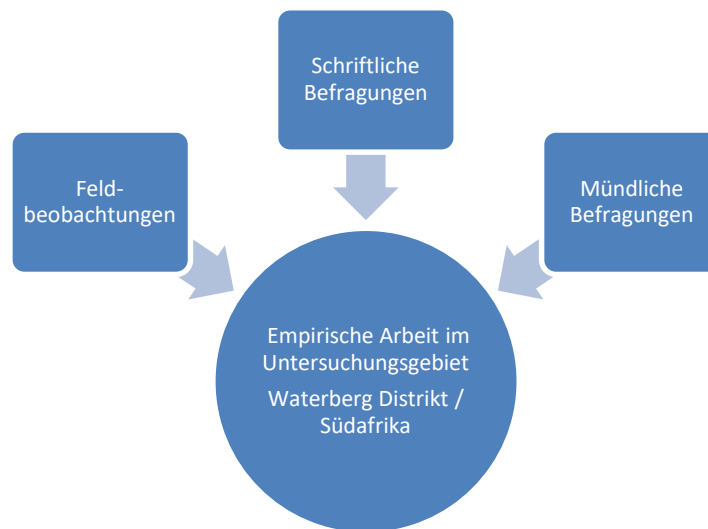 Schriftliche
Befragungen
Feld-
beobachtungen
Mündliche
Befragungen
Empirische Arbeit im
Untersuchungsgebiet
Waterberg Distrikt /
Südafrika